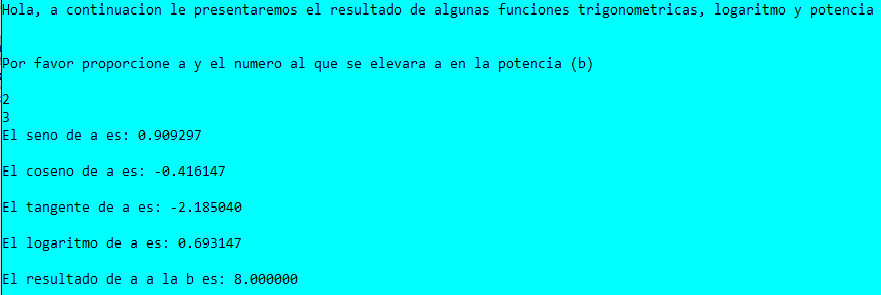 Hola, a continuacion le presentaremos el resultado de algunas funciones trigonometricas, logaritmo y potencia
Por favor proporcione a y el numero al que se elevara a en la potencia (b)
2
3
El seno de a es: 0.909297
El coseno de a es: -0.416147
El tangente de a es: -2.185040
El logaritmo de a es: 0.693147
El resultado de a a la b es: 8.000000